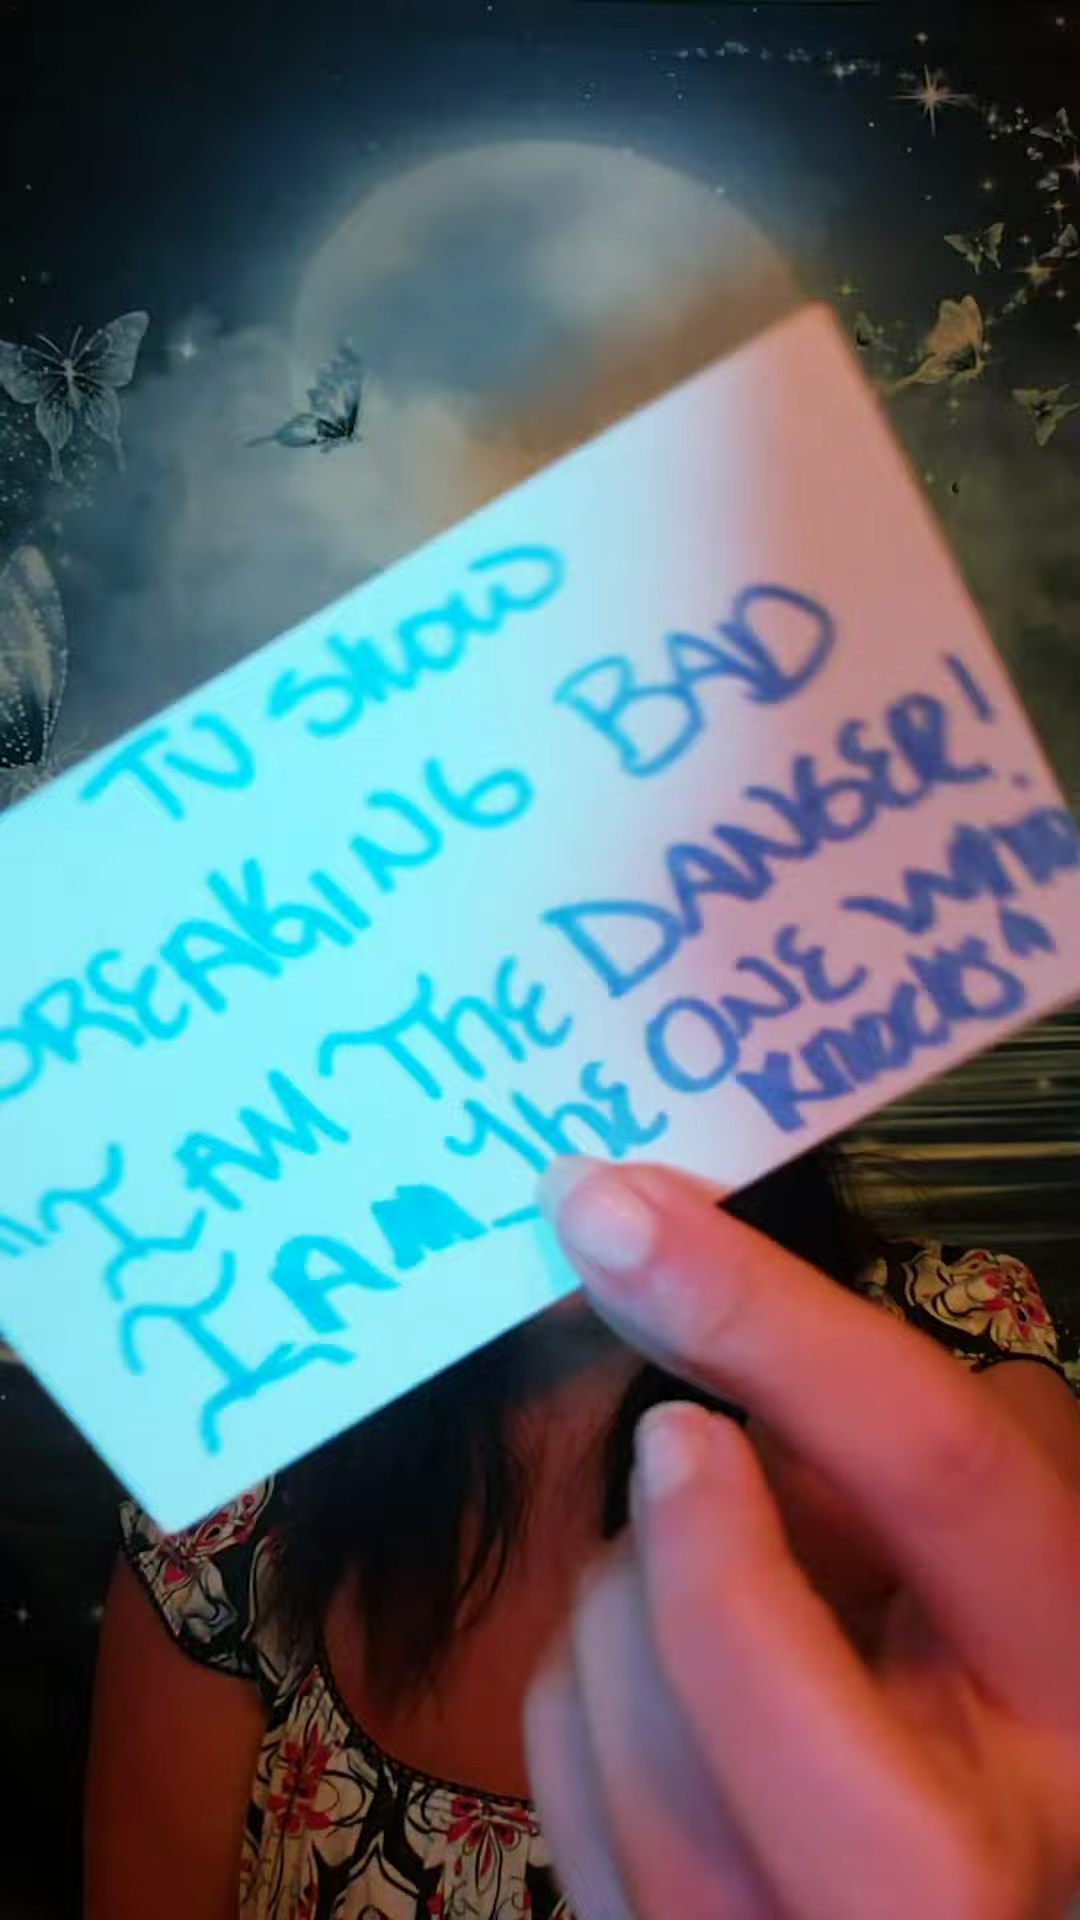 TV Show
BREAKING BAD
"I AM The DANGER!
I AM The ONE Who
KNOCKS"